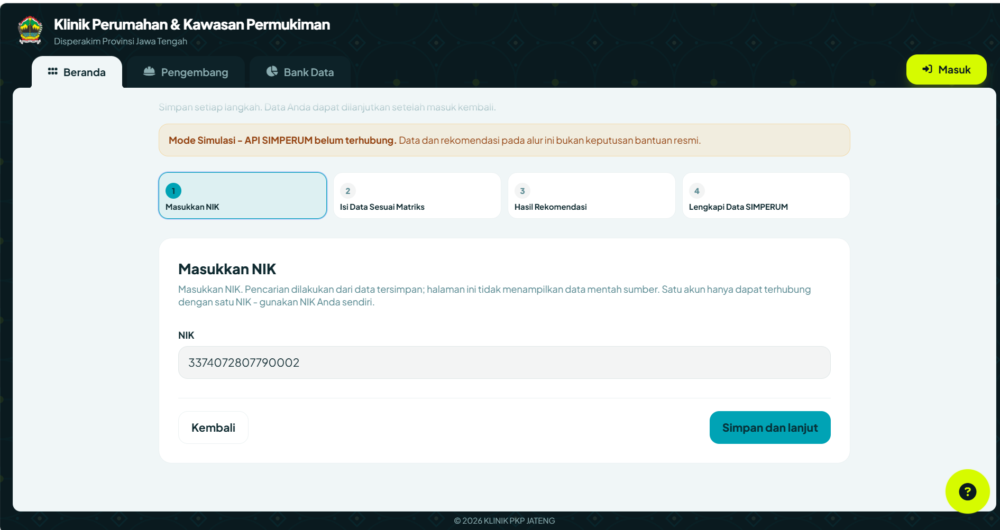 Klinik Perumahan & Kawasan Permukiman
Disperakim Provinsi Jawa Tengah
Beranda
Pengembang
Bank Data
Masuk
Simpan setiap langkah. Data Anda dapat dilanjutkan setelah masuk kembali.
Mode Simulasi - API SIMPERUM belum terhubung. Data dan rekomendasi pada alur ini bukan keputusan bantuan resmi.
1
Masukkan NIK
2
Isi Data Sesuai Matriks
3
Hasil Rekomendasi
4
Lengkapi Data SIMPERUM
Masukkan NIK
Masukkan NIK. Pencarian dilakukan dari data tersimpan; halaman ini tidak menampilkan data mentah sumber. Satu akun hanya dapat terhubung
dengan satu NIK - gunakan NIK Anda sendiri.
NIK
3374072807790002
Kembali
Simpan dan lanjut
?
© 2026 KLINIK PKP JATENG